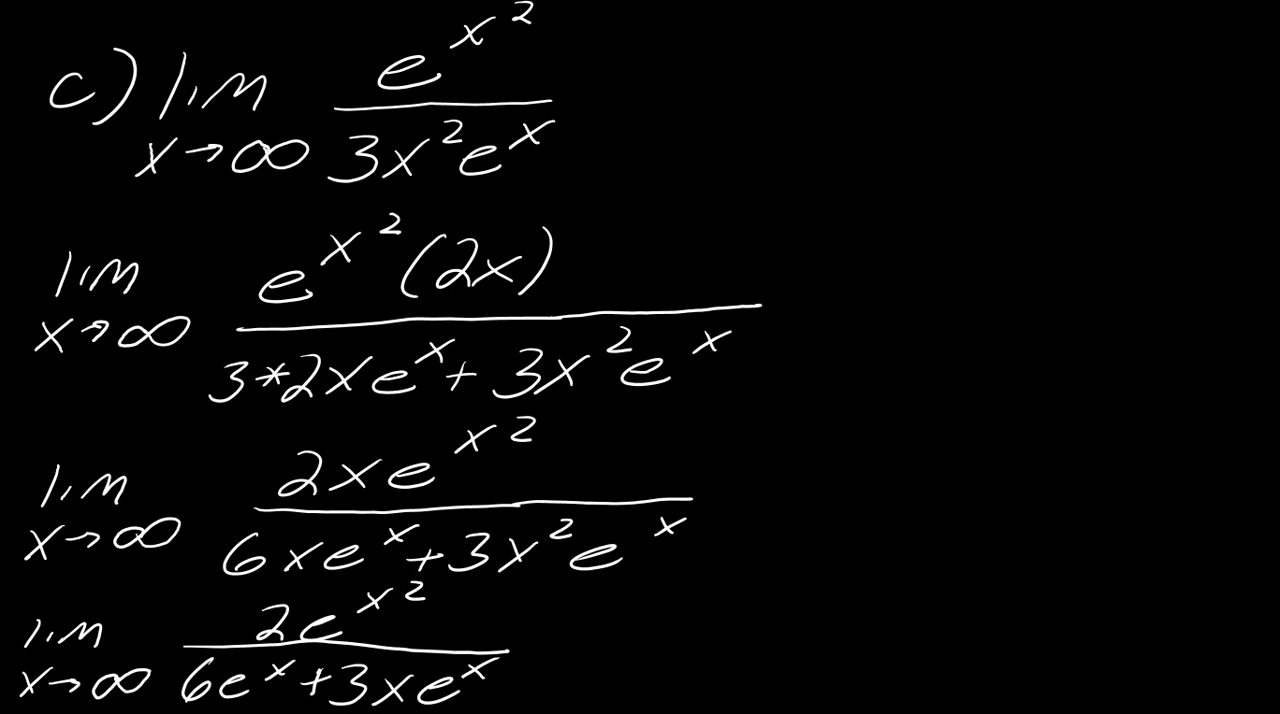 c) lim x→∞ e^x^2 / 3x^2e^x
lim x→∞ e^x^2 (2x) / 3*2xe^x + 3x^2e^x
lim x→∞ 2xe^x^2 / 6xe^x + 3x^2e^x
lim x→∞ 2e^x^2 / 6e^x + 3xe^x